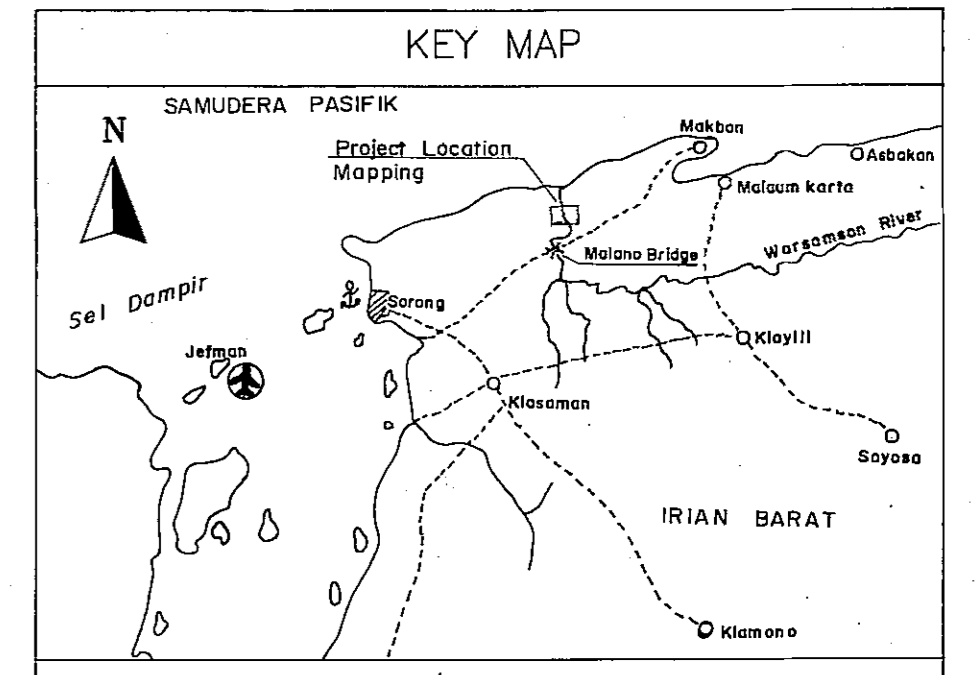 KEY MAP
SAMUDERA PASIFIK
N
Makbon
Project Location
Mapping
Asbakan
Malaum karta
Warsamson River
Malano Bridge
Sel Dampir
Sorong
Jefman
Klayili
Klasaman
Sayosa
IRIAN BARAT
Klamono